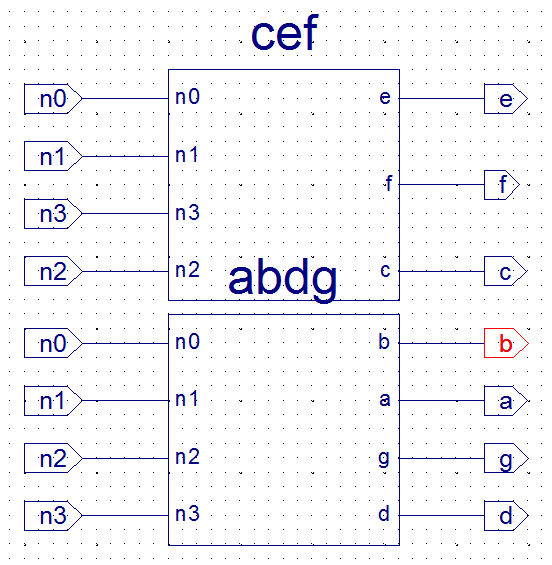 cef
n0 n0 e e
n1 n1
f f
n3 n3
n2 n2 c c
abdg
n0 n0 b b
n1 n1 a a
n2 n2 g g
n3 n3 d d